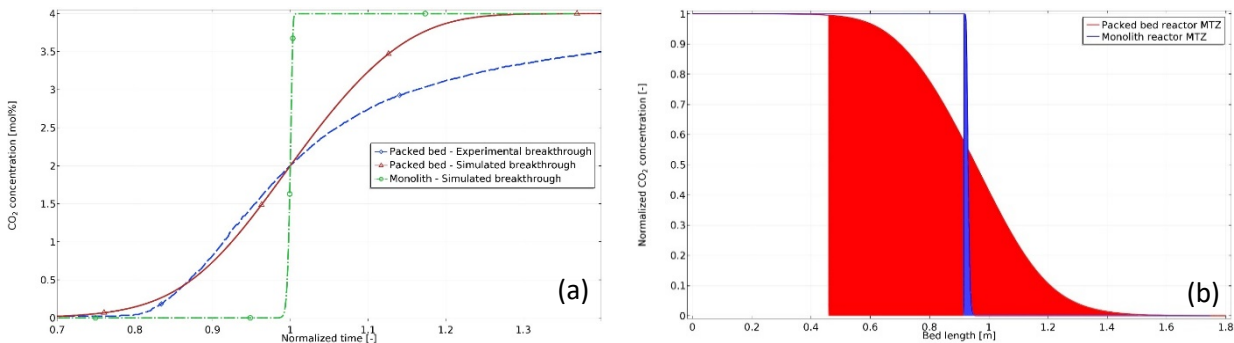 4
3.5
3
2.5
2
1.5
1
0.5
0
CO2 concentration [mol%]
Packed bed - Experimental breakthrough
Packed bed - Simulated breakthrough
Monolith - Simulated breakthrough
(a)
0.7 0.8 0.9 1 1.1 1.2 1.3
Normalized time [-]
1
0.9
0.8
0.7
0.6
0.5
0.4
0.3
0.2
0.1
0
Normalized CO2 concentration [-]
Packed bed reactor MTZ
Monolith reactor MTZ
(b)
0 0.2 0.4 0.6 0.8 1 1.2 1.4 1.6 1.8
Bed length [m]